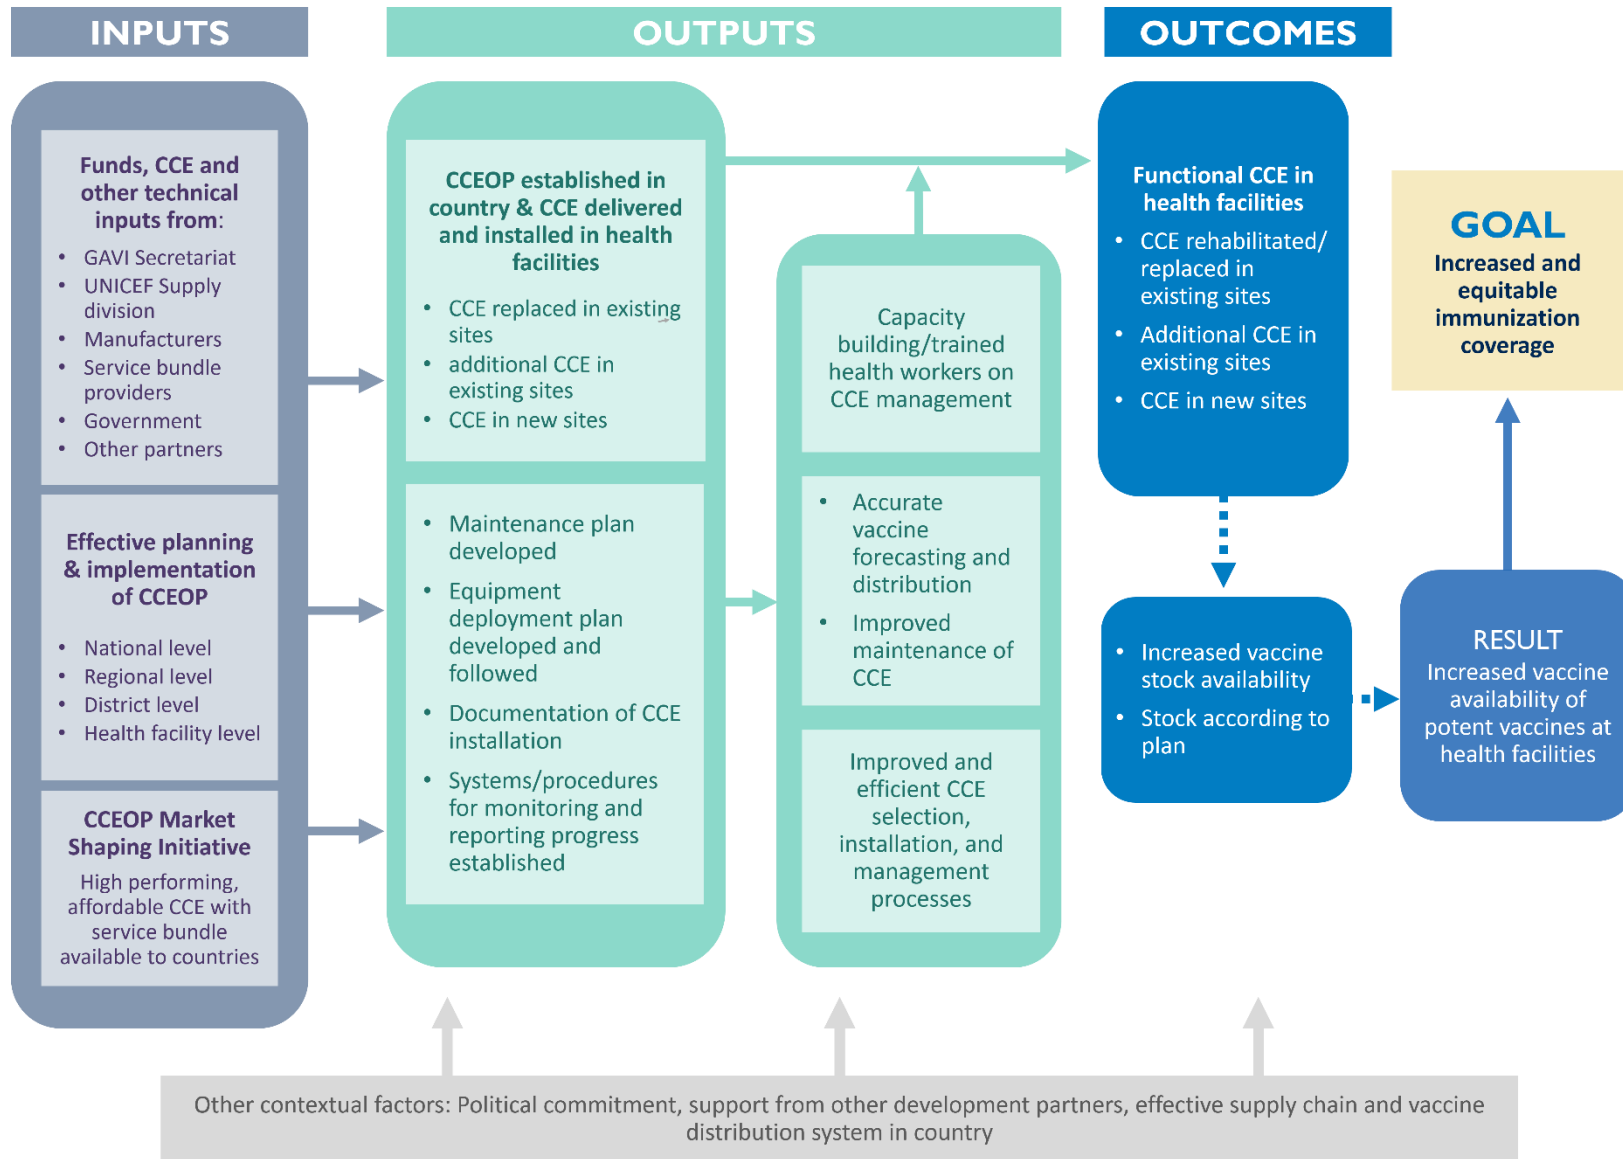 INPUTS
OUTPUTS
OUTCOMES
Funds, CCE and
other technical
inputs from:
• GAVI Secretariat
• UNICEF Supply
division
• Manufacturers
• Service bundle
providers
• Government
• Other partners
Effective planning
& implementation
of CCEOP
• National level
• Regional level
• District level
• Health facility level
CCEOP Market
Shaping Initiative
High performing,
affordable CCE with
service bundle
available to countries
CCEOP established in
country & CCE delivered
and installed in health
facilities
• CCE replaced in existing
sites
• additional CCE in
existing sites
• CCE in new sites
• Maintenance plan
developed
• Equipment
deployment plan
developed and
followed
• Documentation of CCE
installation
• Systems/procedures
for monitoring and
reporting progress
established
Capacity
building/trained
health workers on
CCE management
• Accurate
vaccine
forecasting and
distribution
• Improved
maintenance of
CCE
Improved and
efficient CCE
selection,
installation, and
management
processes
Functional CCE in
health facilities
• CCE rehabilitated/
replaced in
existing sites
• Additional CCE in
existing sites
• CCE in new sites
• Increased vaccine
stock availability
• Stock according to
plan
GOAL
Increased and
equitable
immunization
coverage
RESULT
Increased vaccine
availability of
potent vaccines at
health facilities
Other contextual factors: Political commitment, support from other development partners, effective supply chain and vaccine
distribution system in country